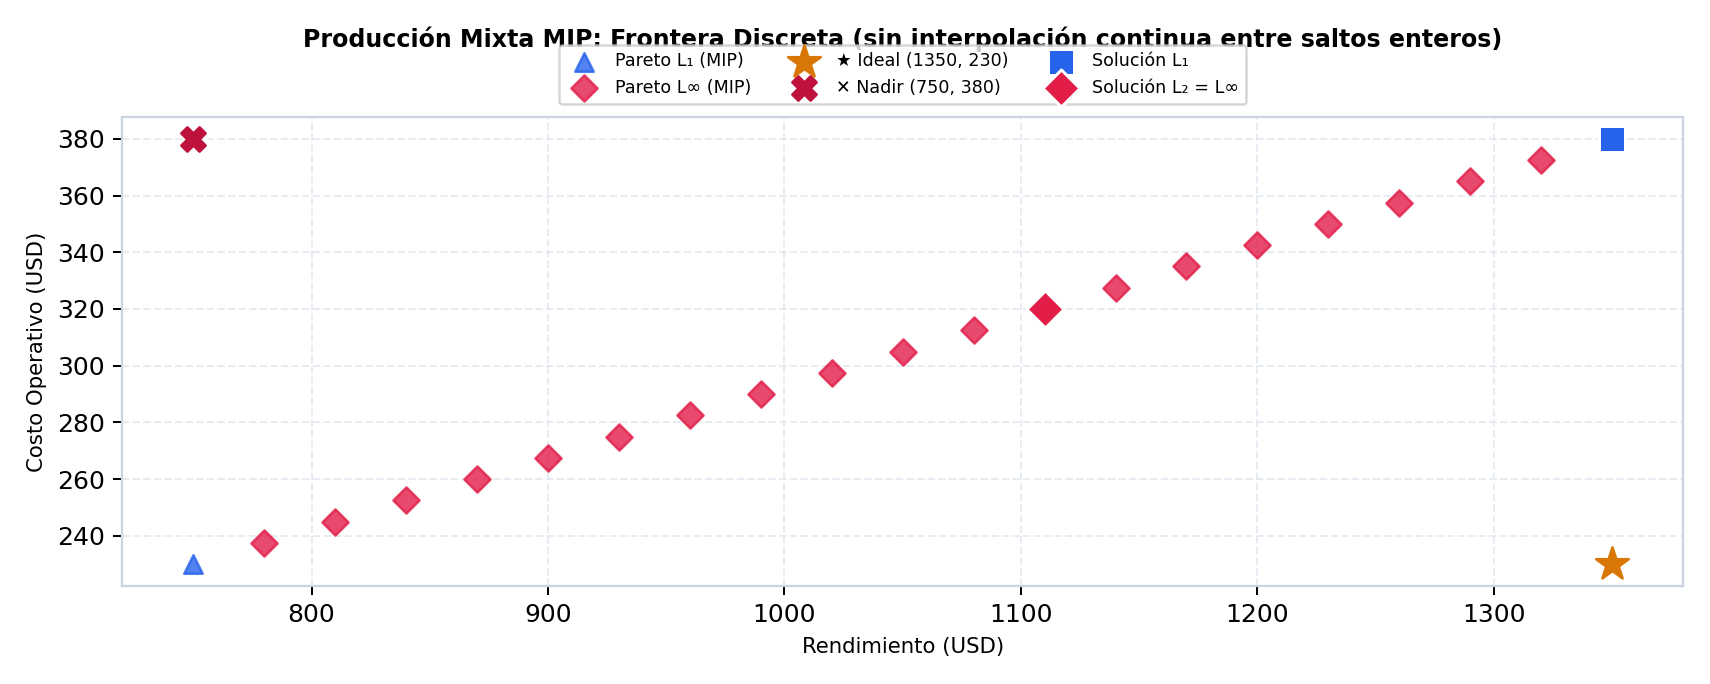 Producción Mixta MIP: Frontera Discreta (sin interpolación continua entre saltos enteros)
Pareto L₁ (MIP)
Pareto L∞ (MIP)
★ Ideal (1350, 230)
✕ Nadir (750, 380)
Solución L₁
Solución L₂ = L∞
Costo Operativo (USD)
380
360
340
320
300
280
260
240
800 900 1000 1100 1200 1300
Rendimiento (USD)